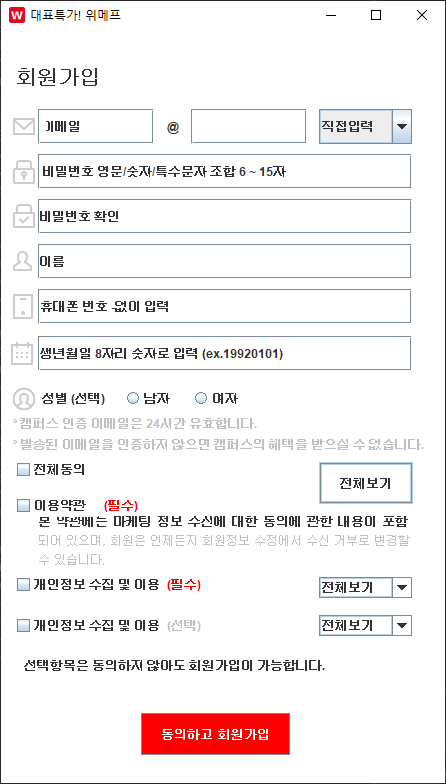 W 대표특가! 위메프
회원가입
이메일 @ 직접입력
비밀번호 영문/숫자/특수문자 조합 6 ~ 15자
비밀번호 확인
이름
휴대폰 번호 -없이 입력
생년월일 8자리 숫자로 입력 (ex.19920101)
성별 (선택) 남자 여자
*캠퍼스 인증 이메일은 24시간 유효합니다.
*발송된 이메일을 인증하지 않으면 캠퍼스의 혜택을 받으실 수 없습니다.
전체동의 전체보기
이용약관 (필수)
본 약관에는 마케팅 정보 수신에 대한 동의에 관한 내용이 포함
되어 있으며, 회원은 언제든지 회원정보 수정에서 수신 거부로 변경할
수 있습니다.
개인정보 수집 및 이용 (필수) 전체보기
개인정보 수집 및 이용 (선택) 전체보기
선택항목은 동의하지 않아도 회원가입이 가능합니다.
동의하고 회원가입